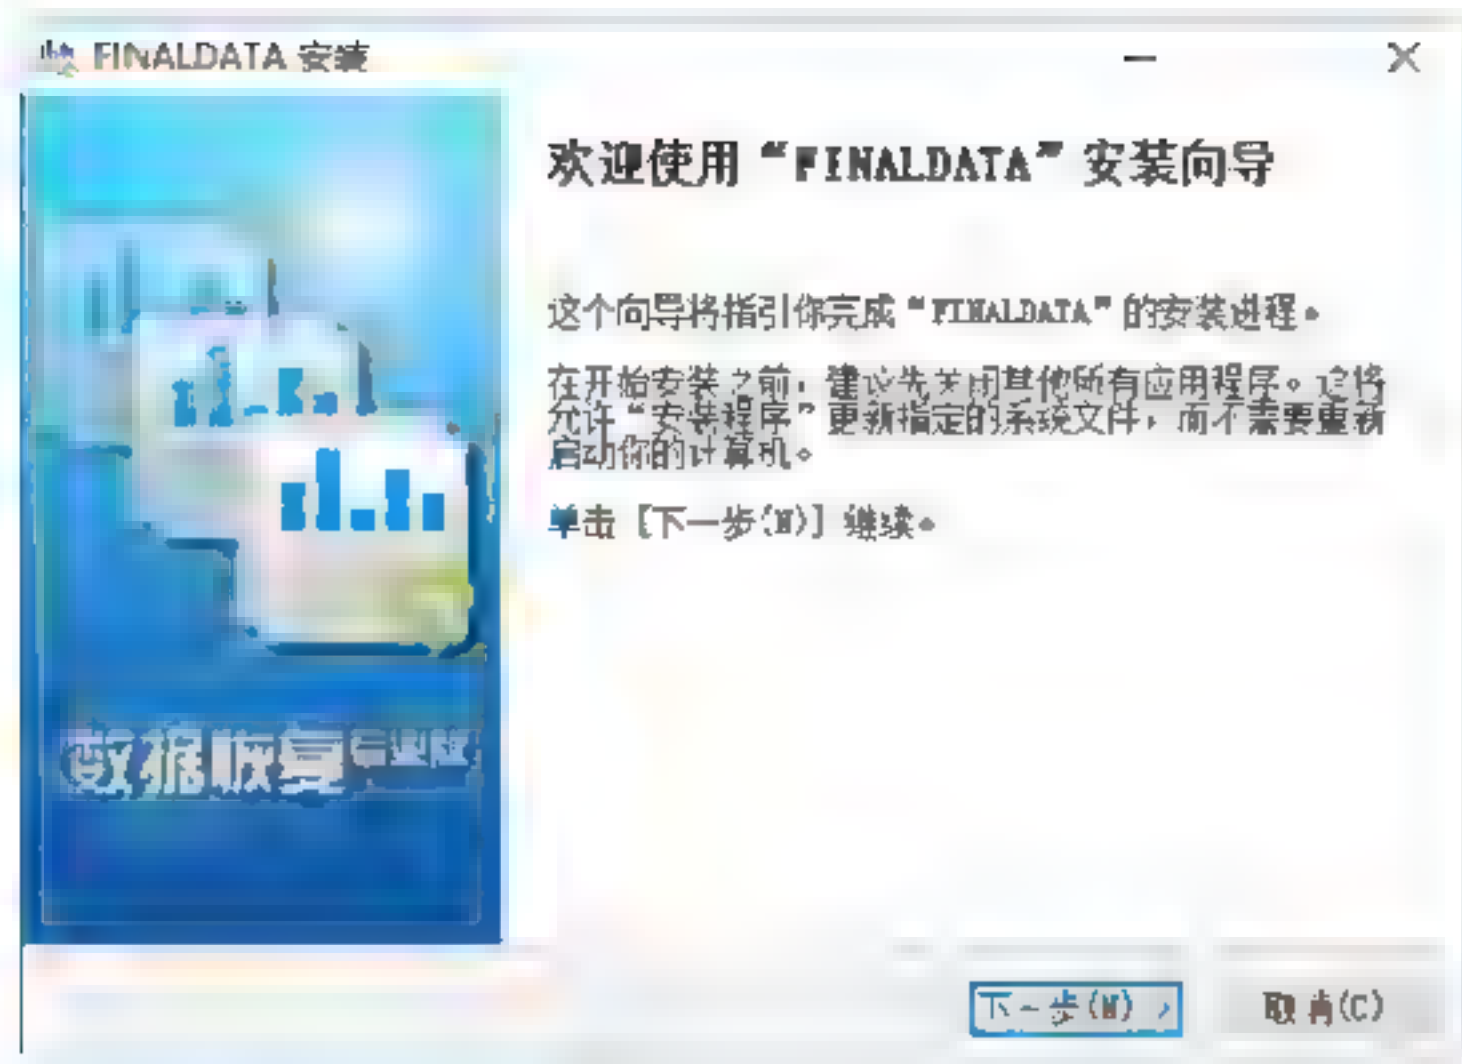 FINALDATA 安装
欢迎使用“FINALDATA”安装向导
这个向导将指引你完成“FINALDATA”的安装进程。
在开始安装之前，建议先关闭其他所有应用程序。这将
允许“安装程序”更新指定的系统文件，而不需要重新
启动你的计算机。
单击 [下一步(N)] 继续。
数据恢复专业版
下一步(N) >
取消(C)